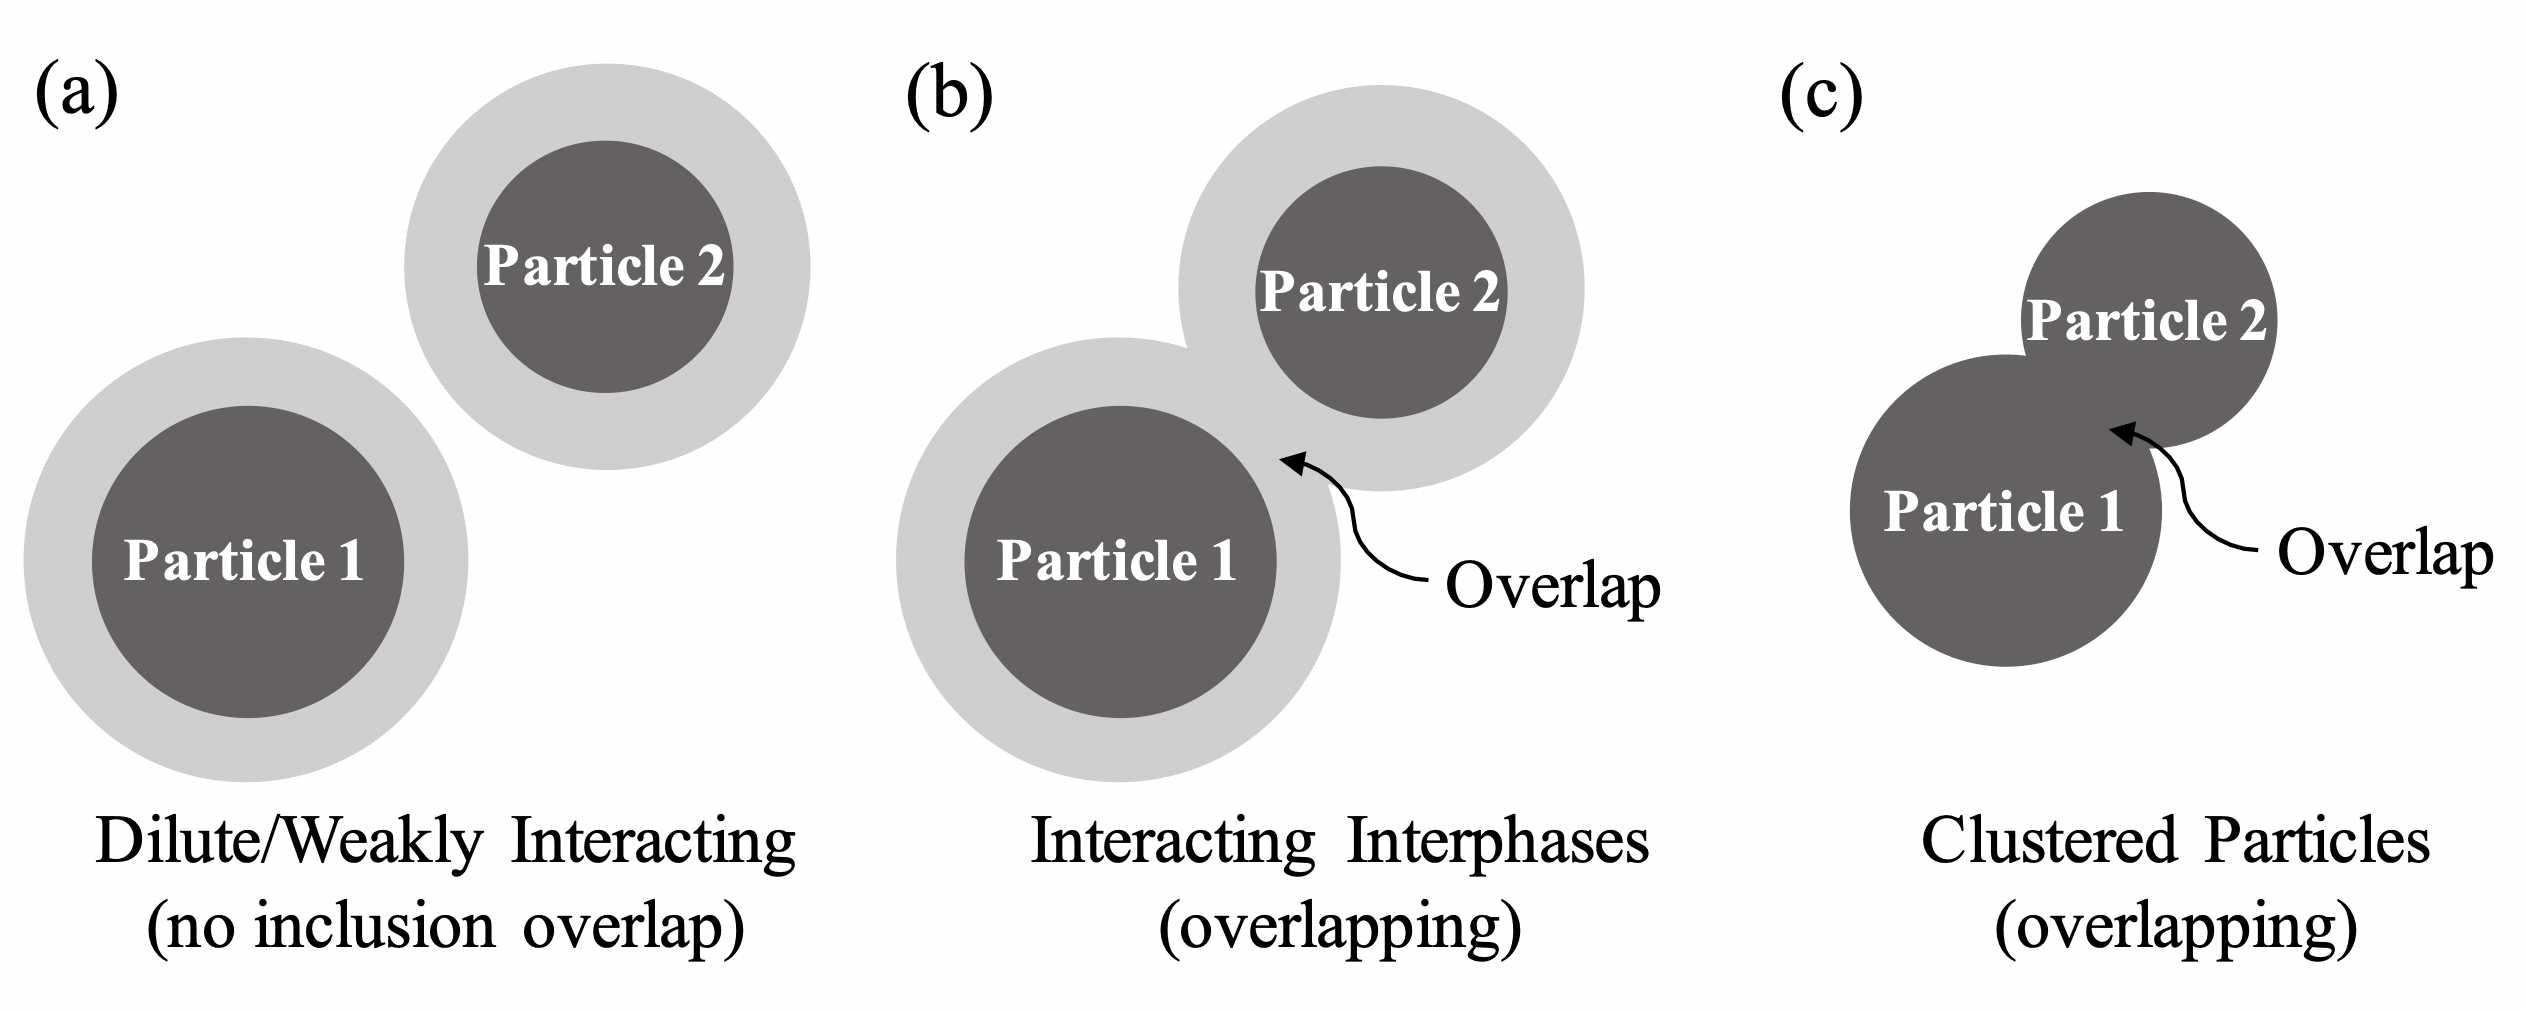 (a)
Particle 2
Particle 1
Dilute/Weakly Interacting
(no inclusion overlap)
(b)
Particle 2
Particle 1
Overlap
Interacting Interphases
(overlapping)
(c)
Particle 2
Particle 1
Overlap
Clustered Particles
(overlapping)